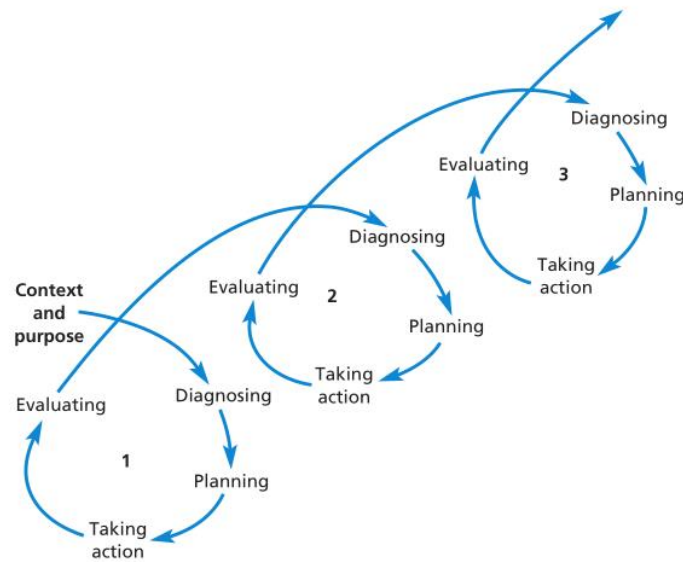 Context
and
purpose
Diagnosing
Planning
Taking
action
Evaluating
1
Diagnosing
Planning
Taking
action
Evaluating
2
Diagnosing
Planning
Taking
action
Evaluating
3